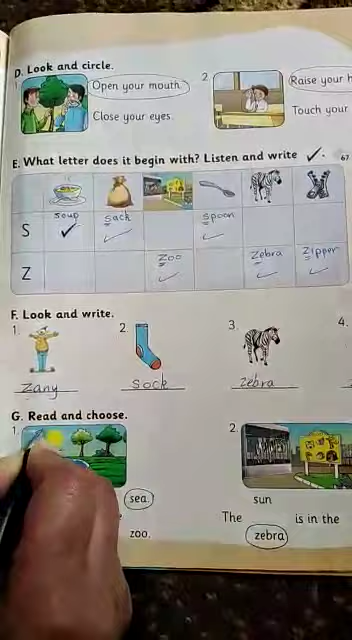 D. Look and circle.
1.
Open your mouth.
Close your eyes.
2.
Raise your
Touch your
E. What letter does it begin with? Listen and write ✓. 67
soup sack spoon
S ✓ ✓ ✓
Zoo Zebra Zipper
Z ✓ ✓ ✓
F. Look and write.
1. 2. 3. 4.
Zany sock zebra
G. Read and choose.
1. 2.
sea.
zoo.
sun
The is in the
zebra